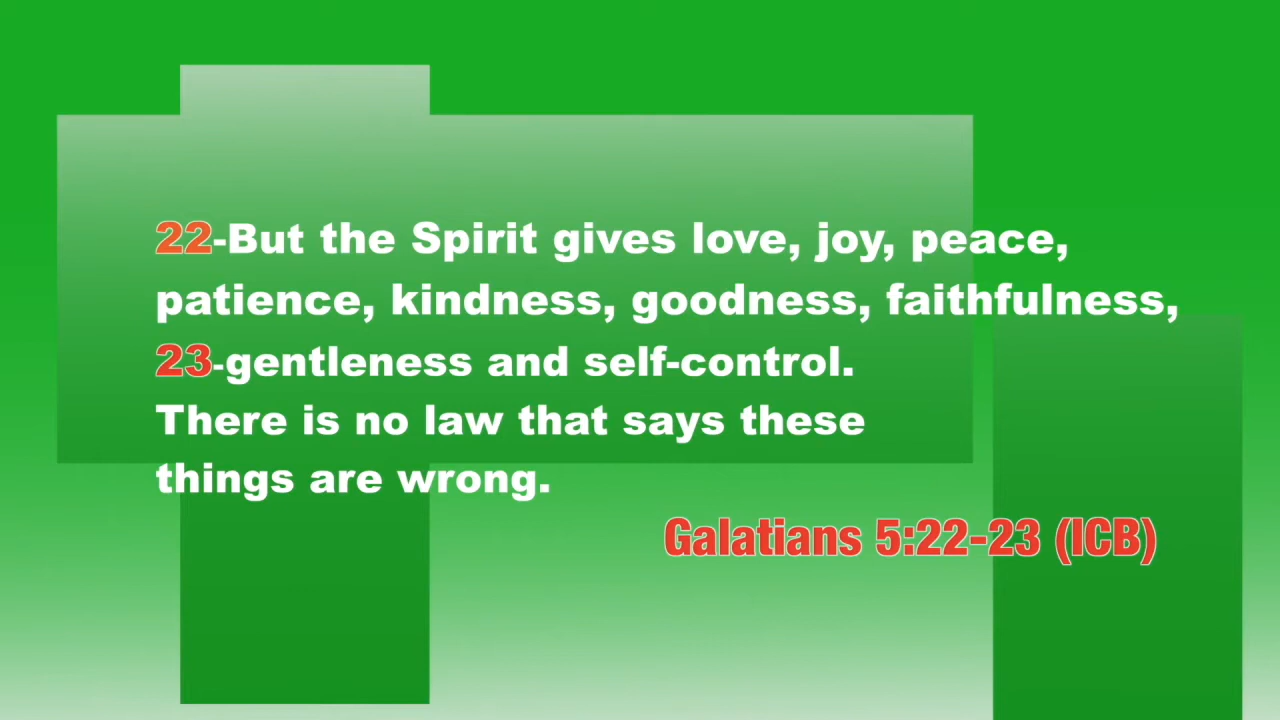 22-But the Spirit gives love, joy, peace,
patience, kindness, goodness, faithfulness,
23-gentleness and self-control.
There is no law that says these
things are wrong.
Galatians 5:22-23 (ICB)